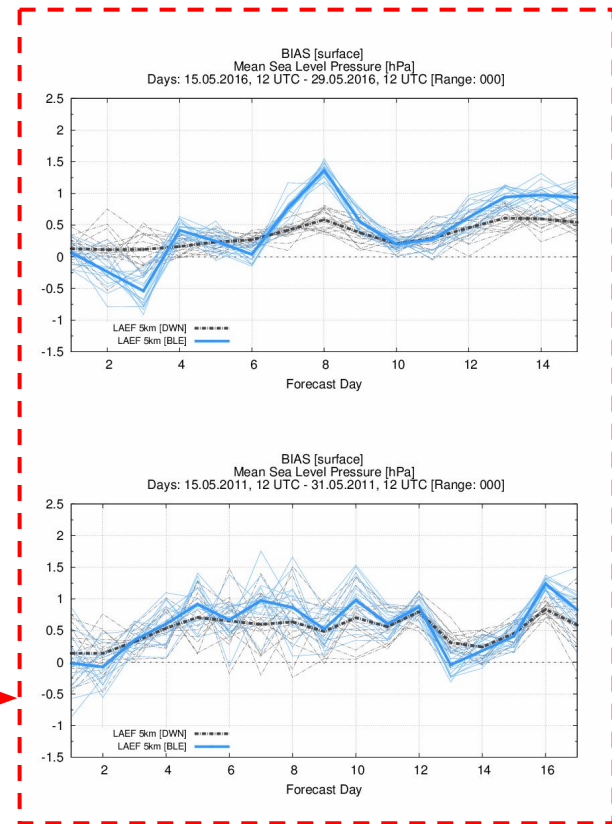 BIAS [surface]
Mean Sea Level Pressure [hPa]
Days: 15.05.2016, 12 UTC - 29.05.2016, 12 UTC [Range: 000]
2.5
2
1.5
1
0.5
0
-0.5
-1
-1.5
LAEF 5km [DWN]
LAEF 5km [BLE]
2 4 6 8 10 12 14
Forecast Day
BIAS [surface]
Mean Sea Level Pressure [hPa]
Days: 15.05.2011, 12 UTC - 31.05.2011, 12 UTC [Range: 000]
2.5
2
1.5
1
0.5
0
-0.5
-1
-1.5
LAEF 5km [DWN]
LAEF 5km [BLE]
2 4 6 8 10 12 14 16
Forecast Day